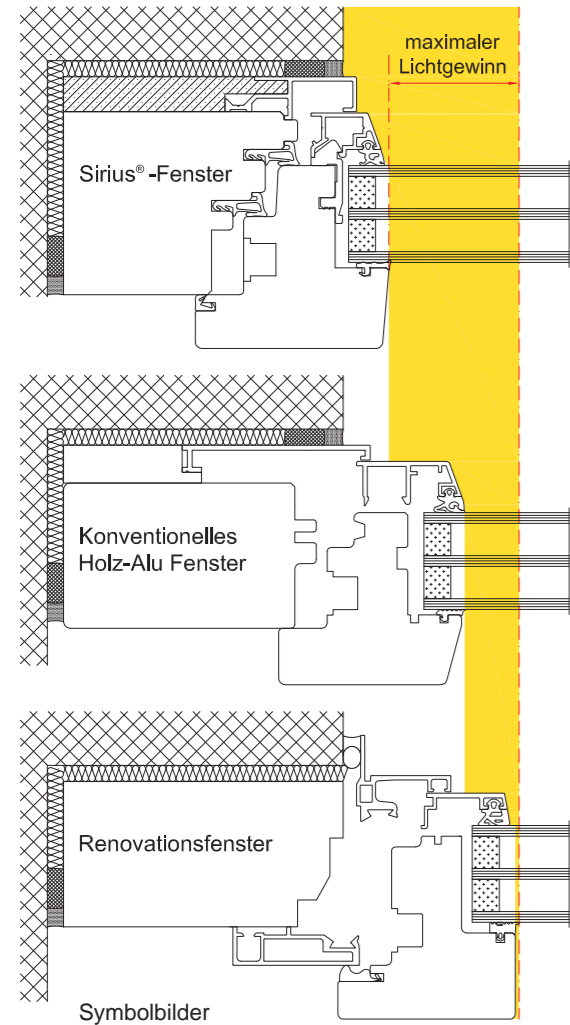 maximaler
Lichtgewinn
Sirius® -Fenster
Konventionelles
Holz-Alu Fenster
Renovationsfenster
Symbolbilder